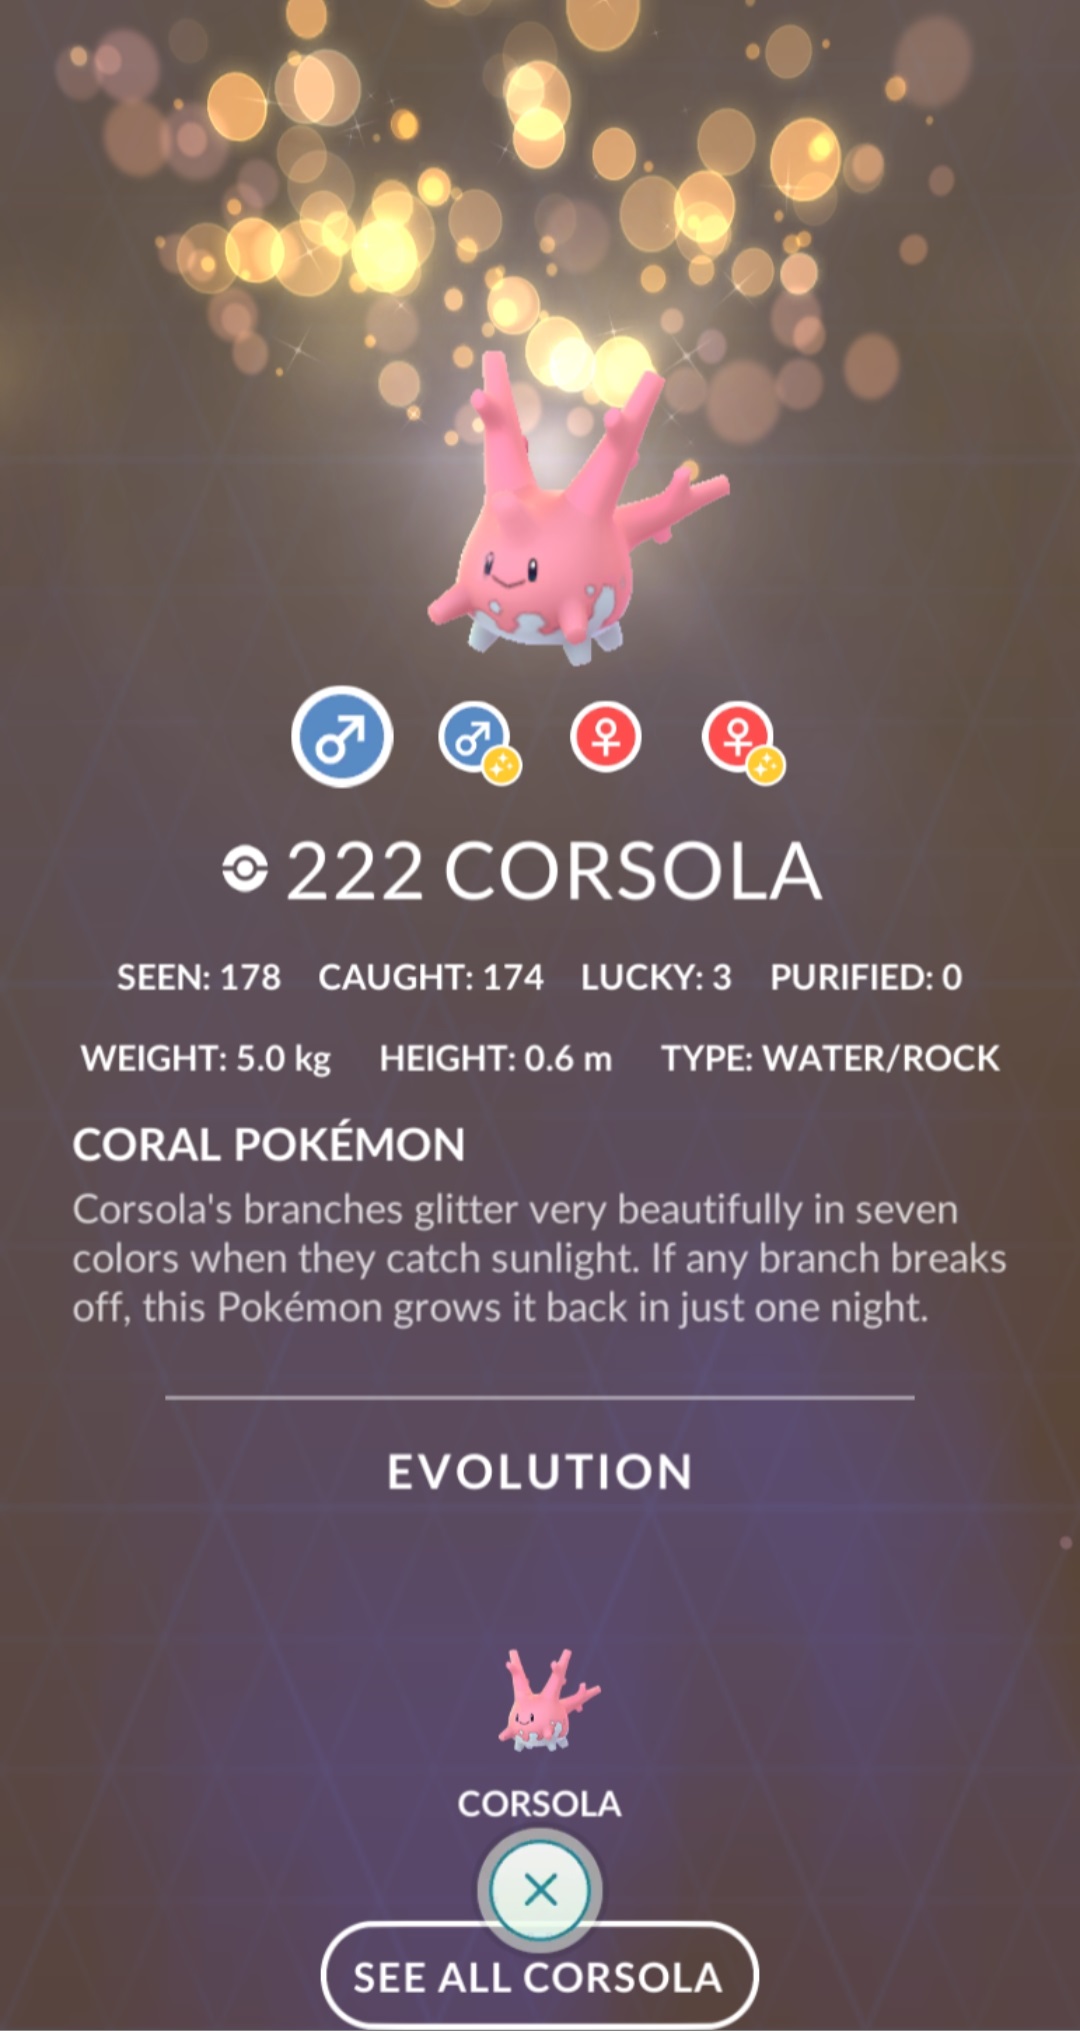 222 CORSOLA
SEEN: 178 CAUGHT: 174 LUCKY: 3 PURIFIED: 0
WEIGHT: 5.0 kg HEIGHT: 0.6 m TYPE: WATER/ROCK
CORAL POKÉMON
Corsola's branches glitter very beautifully in seven
colors when they catch sunlight. If any branch breaks
off, this Pokémon grows it back in just one night.
EVOLUTION
CORSOLA
SEE ALL CORSOLA